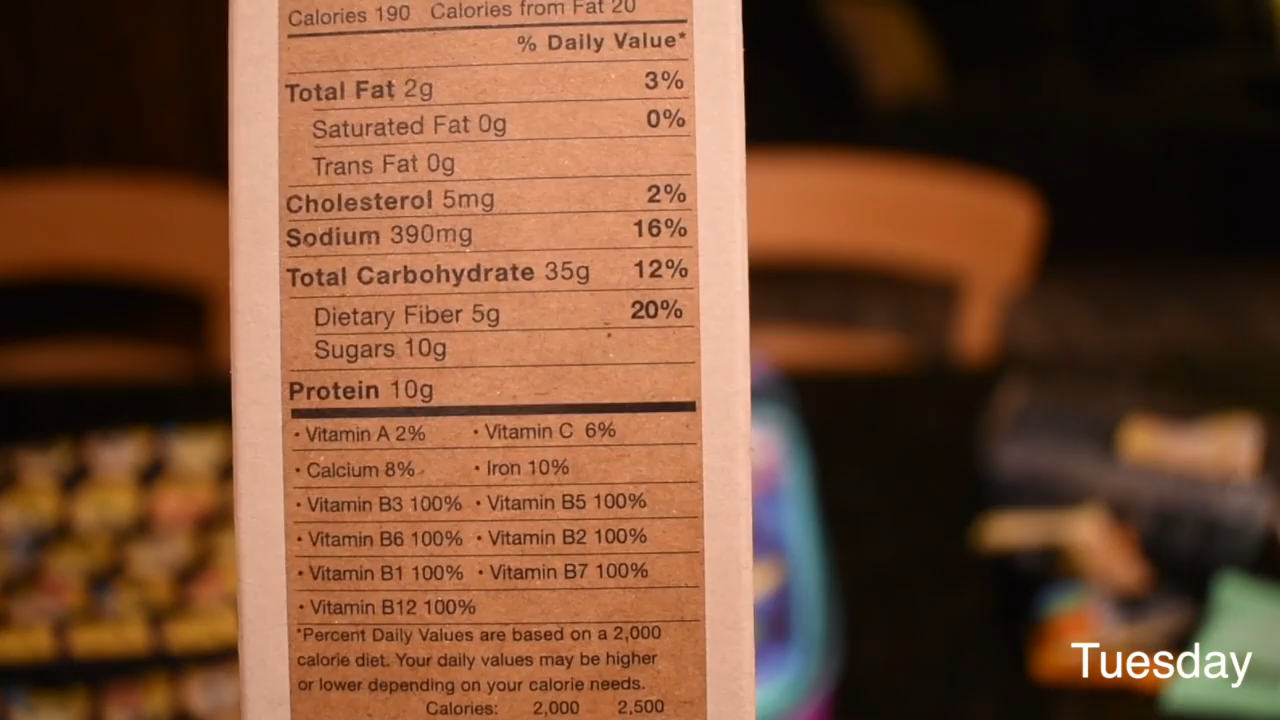 Calories 190 Calories from Fat 20
% Daily Value*
Total Fat 2g 3%
Saturated Fat 0g 0%
Trans Fat 0g
Cholesterol 5mg 2%
Sodium 390mg 16%
Total Carbohydrate 35g 12%
Dietary Fiber 5g 20%
Sugars 10g
Protein 10g
• Vitamin A 2% • Vitamin C 6%
• Calcium 8% • Iron 10%
• Vitamin B3 100% • Vitamin B5 100%
• Vitamin B6 100% • Vitamin B2 100%
• Vitamin B1 100% • Vitamin B7 100%
• Vitamin B12 100%
*Percent Daily Values are based on a 2,000
calorie diet. Your daily values may be higher
or lower depending on your calorie needs.
Calories: 2,000 2,500
Tuesday